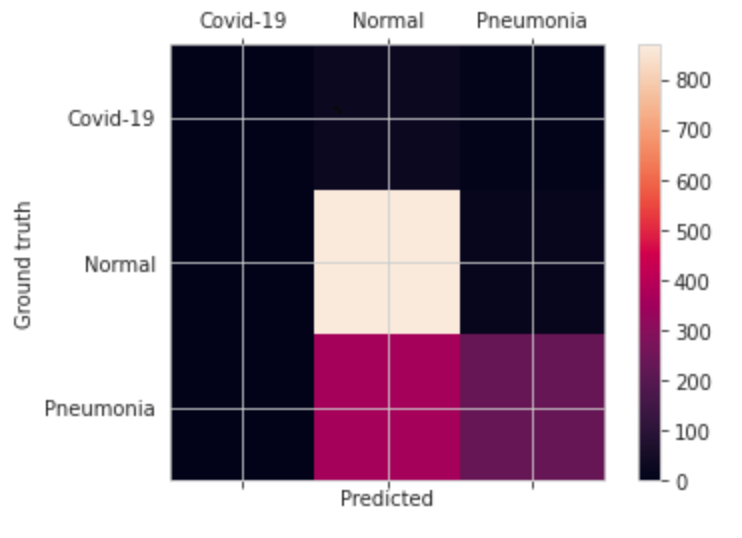 Covid-19 Normal Pneumonia
Covid-19
Normal
Pneumonia
Ground truth
Predicted
800
700
600
500
400
300
200
100
0